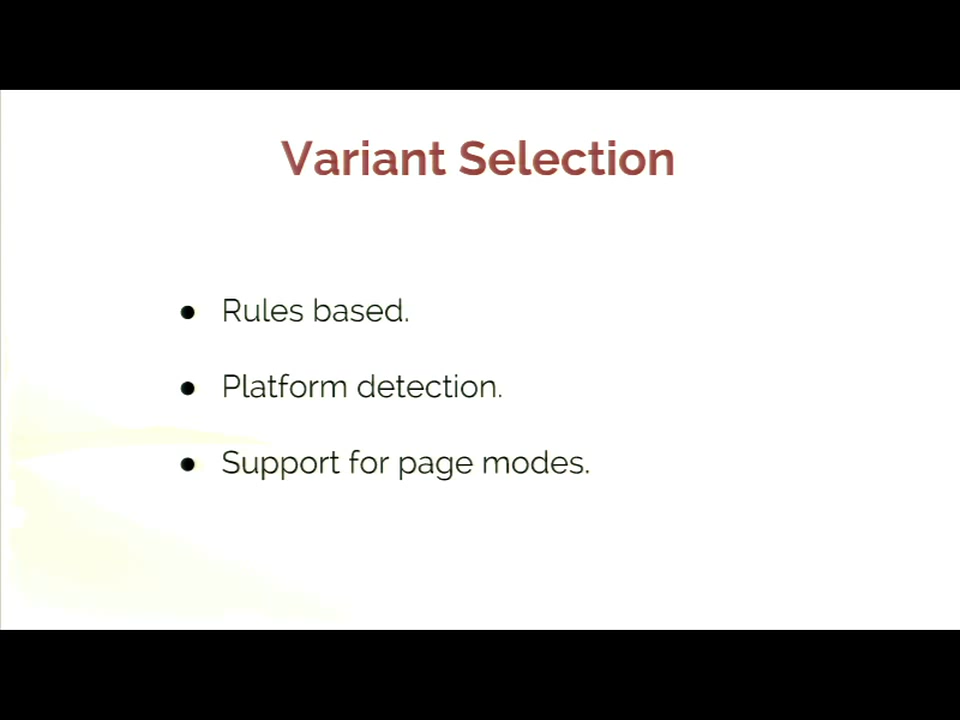 Variant Selection
● Rules based.
● Platform detection.
● Support for page modes.